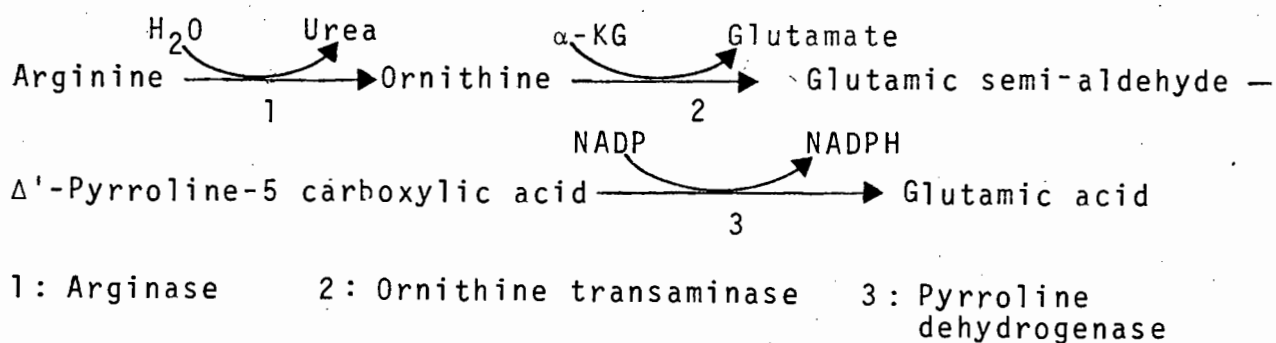 H₂O Urea α-KG Glutamate
Arginine Ornithine Glutamic semi-aldehyde —
1 2
NADP NADPH
Δ'-Pyrroline-5 carboxylic acid Glutamic acid
3
1: Arginase 2: Ornithine transaminase 3: Pyrroline
dehydrogenase